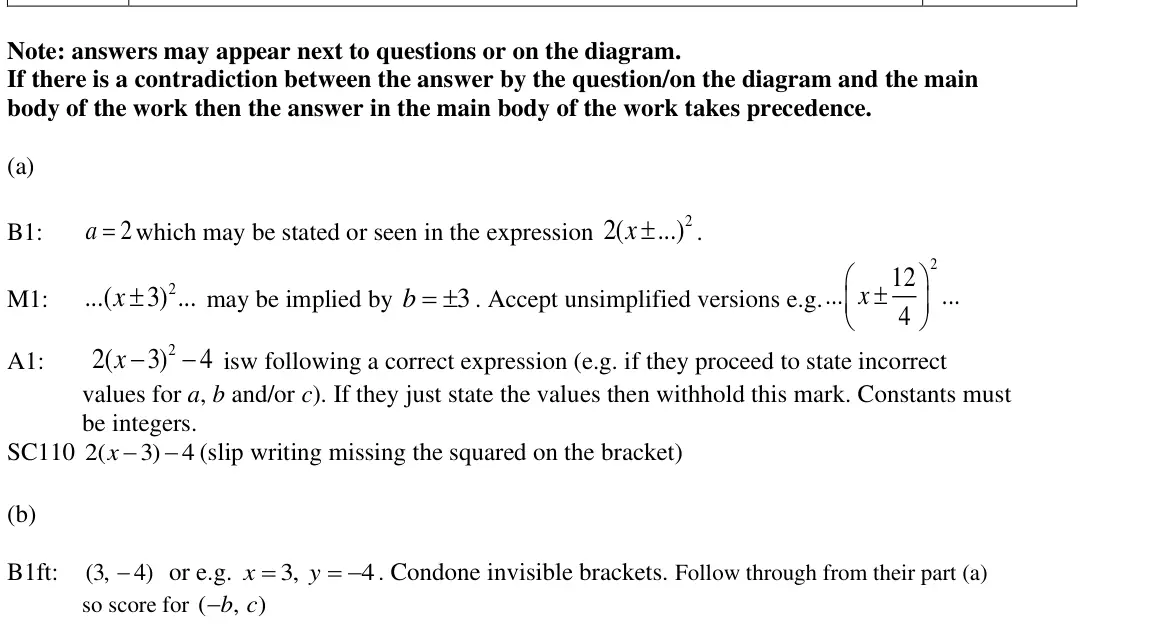 Note: answers may appear next to questions or on the diagram.
If there is a contradiction between the answer by the question/on the diagram and the main
body of the work then the answer in the main body of the work takes precedence.
(a)
B1: a = 2 which may be stated or seen in the expression 2(x ± ...)².
M1: ...(x ± 3)²... may be implied by b = ±3. Accept unsimplified versions e.g. ...(x ± 12/4)²...
A1: 2(x − 3)² − 4 isw following a correct expression (e.g. if they proceed to state incorrect
values for a, b and/or c). If they just state the values then withhold this mark. Constants must
be integers.
SC110 2(x − 3) − 4 (slip writing missing the squared on the bracket)
(b)
B1ft: (3, −4) or e.g. x = 3, y = −4. Condone invisible brackets. Follow through from their part (a)
so score for (−b, c)